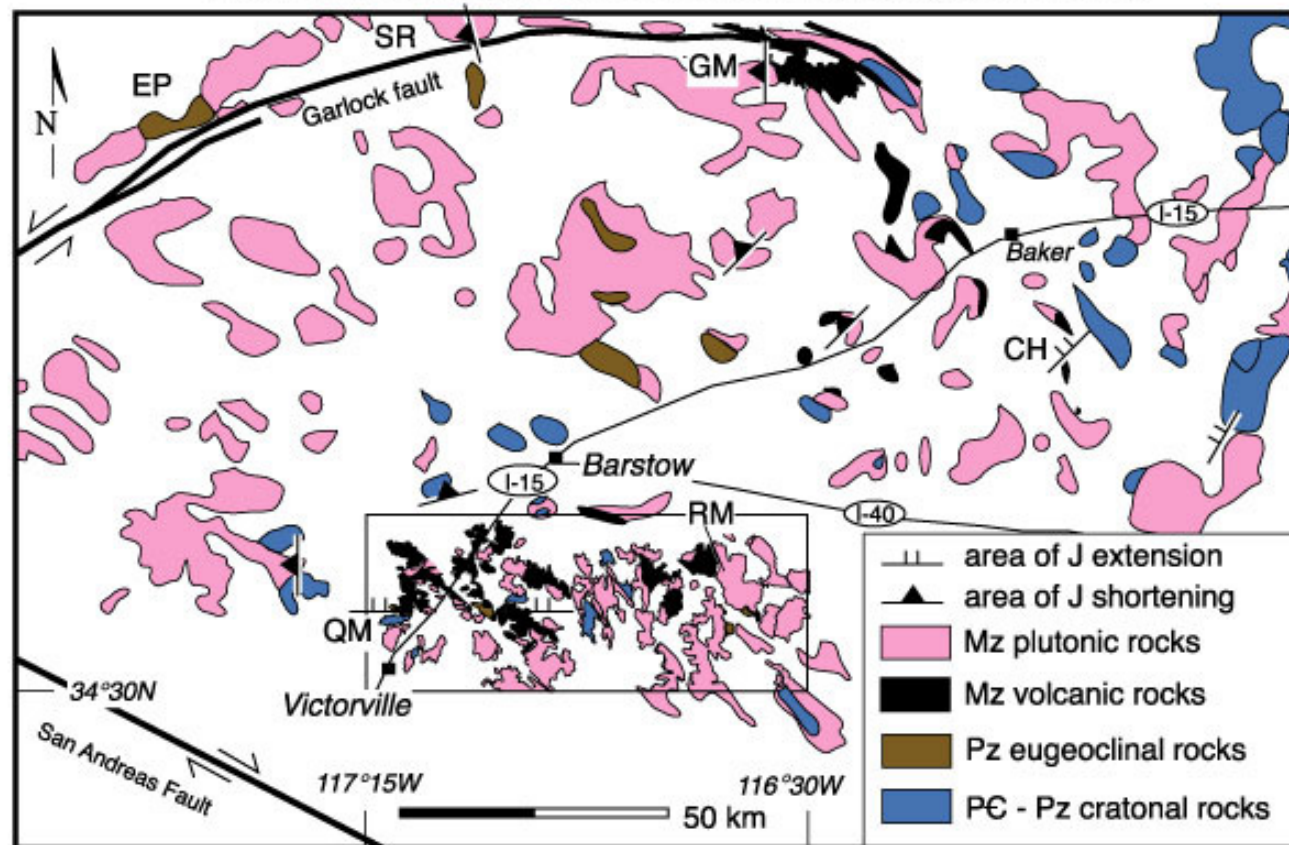 SR
EP
GM
Garlock fault
N
I-15
Baker
CH
Barstow
I-15
RM
I-40
QM
Victorville
34°30N
San Andreas Fault
117°15W
116°30W
50 km
area of J extension
area of J shortening
Mz plutonic rocks
Mz volcanic rocks
Pz eugeoclinal rocks
PꞒ - Pz cratonal rocks